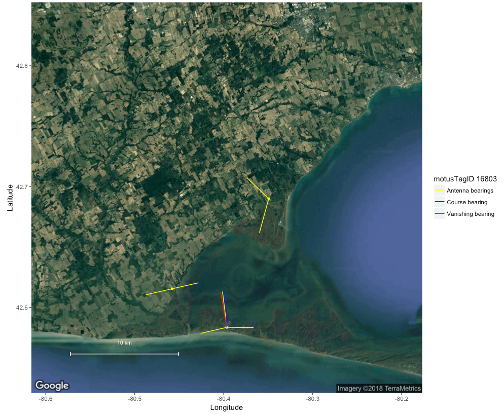 42.8
42.7
42.6
Latitude
-80.6
-80.5
-80.4
-80.3
-80.2
Longitude
10 km
Google
Imagery ©2018 TerraMetrics
motusTagID 16803
Antenna bearings
Course bearing
Vanishing bearing